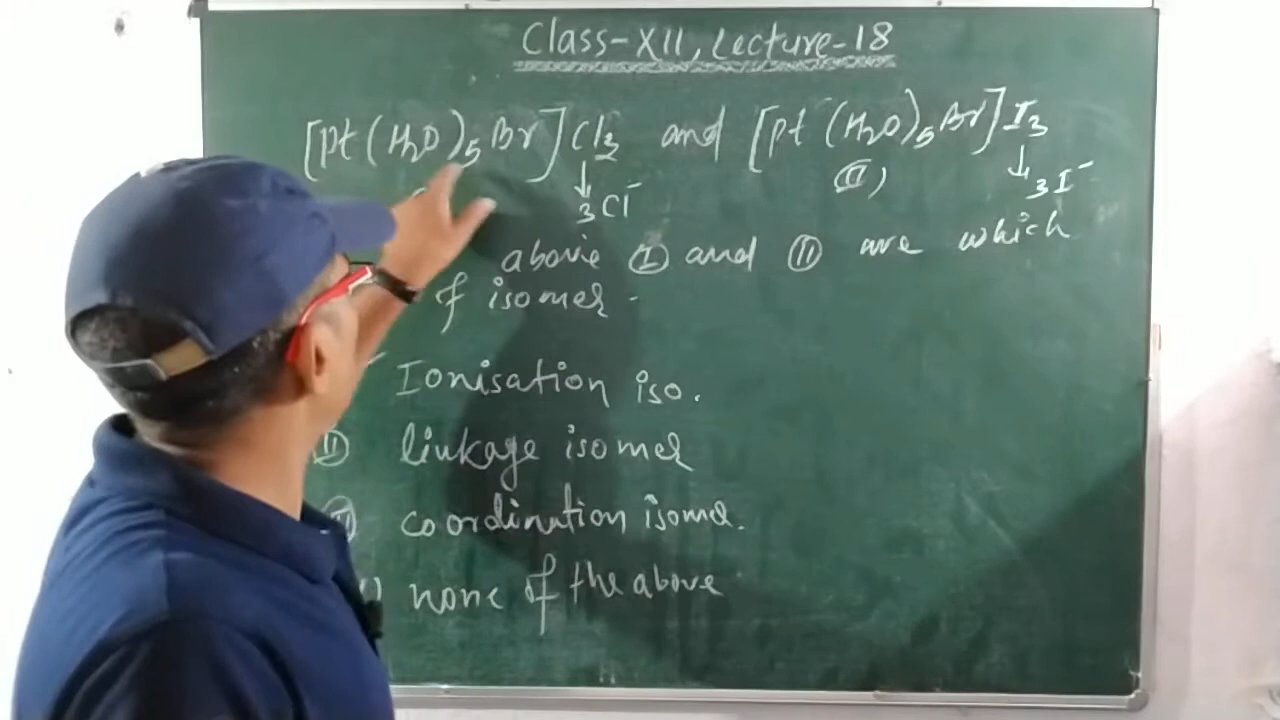 Class-XII, Lecture-18
[Pt(H2O)5Br]Cl3 and [Pt(H2O)5Br]I3
(II)
↓ ↓
3Cl⁻ 3I⁻
above (I) and (II) are which
of isomer -
Ionisation iso.
(II) linkage isomer
coordination isome.
none of the above